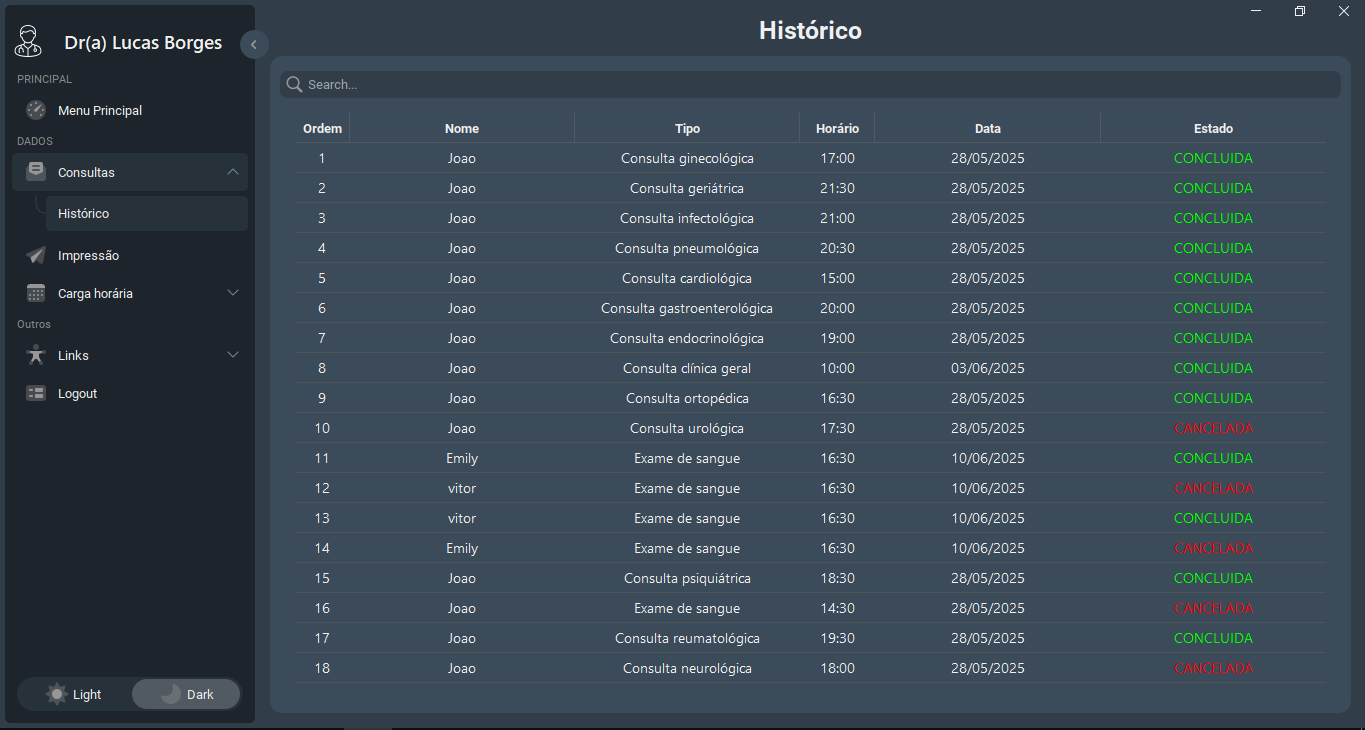 Dr(a) Lucas Borges
PRINCIPAL
Menu Principal
DADOS
Consultas
Histórico
Impressão
Carga horária
Outros
Links
Logout
Light Dark
Histórico
Search...
Ordem Nome Tipo Horário Data Estado
1 Joao Consulta ginecológica 17:00 28/05/2025 CONCLUIDA
2 Joao Consulta geriátrica 21:30 28/05/2025 CONCLUIDA
3 Joao Consulta infectológica 21:00 28/05/2025 CONCLUIDA
4 Joao Consulta pneumológica 20:30 28/05/2025 CONCLUIDA
5 Joao Consulta cardiológica 15:00 28/05/2025 CONCLUIDA
6 Joao Consulta gastroenterológica 20:00 28/05/2025 CONCLUIDA
7 Joao Consulta endocrinológica 19:00 28/05/2025 CONCLUIDA
8 Joao Consulta clínica geral 10:00 03/06/2025 CONCLUIDA
9 Joao Consulta ortopédica 16:30 28/05/2025 CONCLUIDA
10 Joao Consulta urológica 17:30 28/05/2025 CANCELADA
11 Emily Exame de sangue 16:30 10/06/2025 CONCLUIDA
12 vitor Exame de sangue 16:30 10/06/2025 CANCELADA
13 vitor Exame de sangue 16:30 10/06/2025 CONCLUIDA
14 Emily Exame de sangue 16:30 10/06/2025 CANCELADA
15 Joao Consulta psiquiátrica 18:30 28/05/2025 CONCLUIDA
16 Joao Exame de sangue 14:30 28/05/2025 CANCELADA
17 Joao Consulta reumatológica 19:30 28/05/2025 CONCLUIDA
18 Joao Consulta neurológica 18:00 28/05/2025 CANCELADA